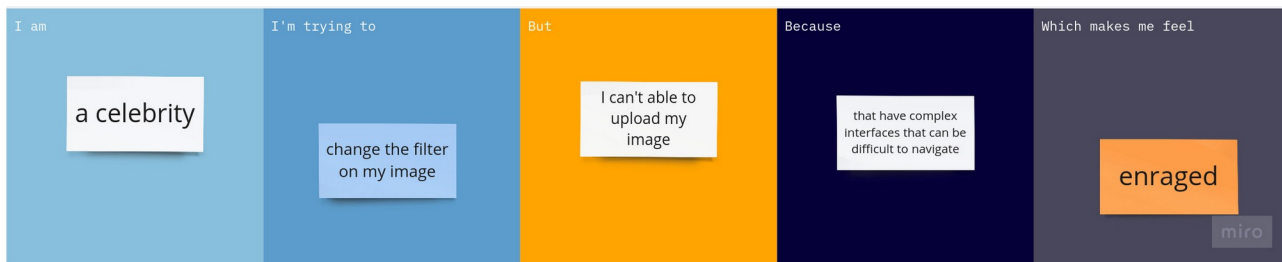 I am
a celebrity
I'm trying to
change the filter
on my image
But
I can't able to
upload my
image
Because
that have complex
interfaces that can be
difficult to navigate
Which makes me feel
enraged
miro